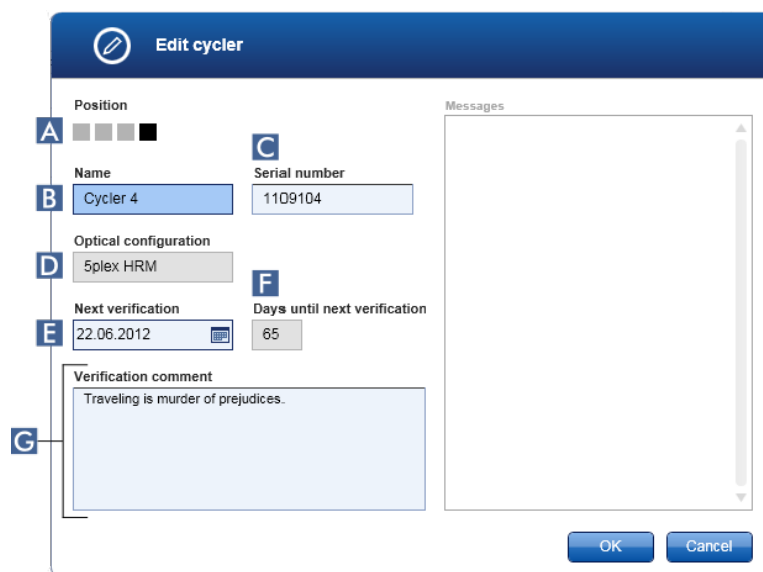 Edit cycler
Position
Messages
A
C
Name
Serial number
B
Cycler 4
1109104
Optical configuration
D
5plex HRM
F
Next verification
Days until next verification
E
22.06.2012
65
Verification comment
Traveling is murder of prejudices.
G
OK
Cancel